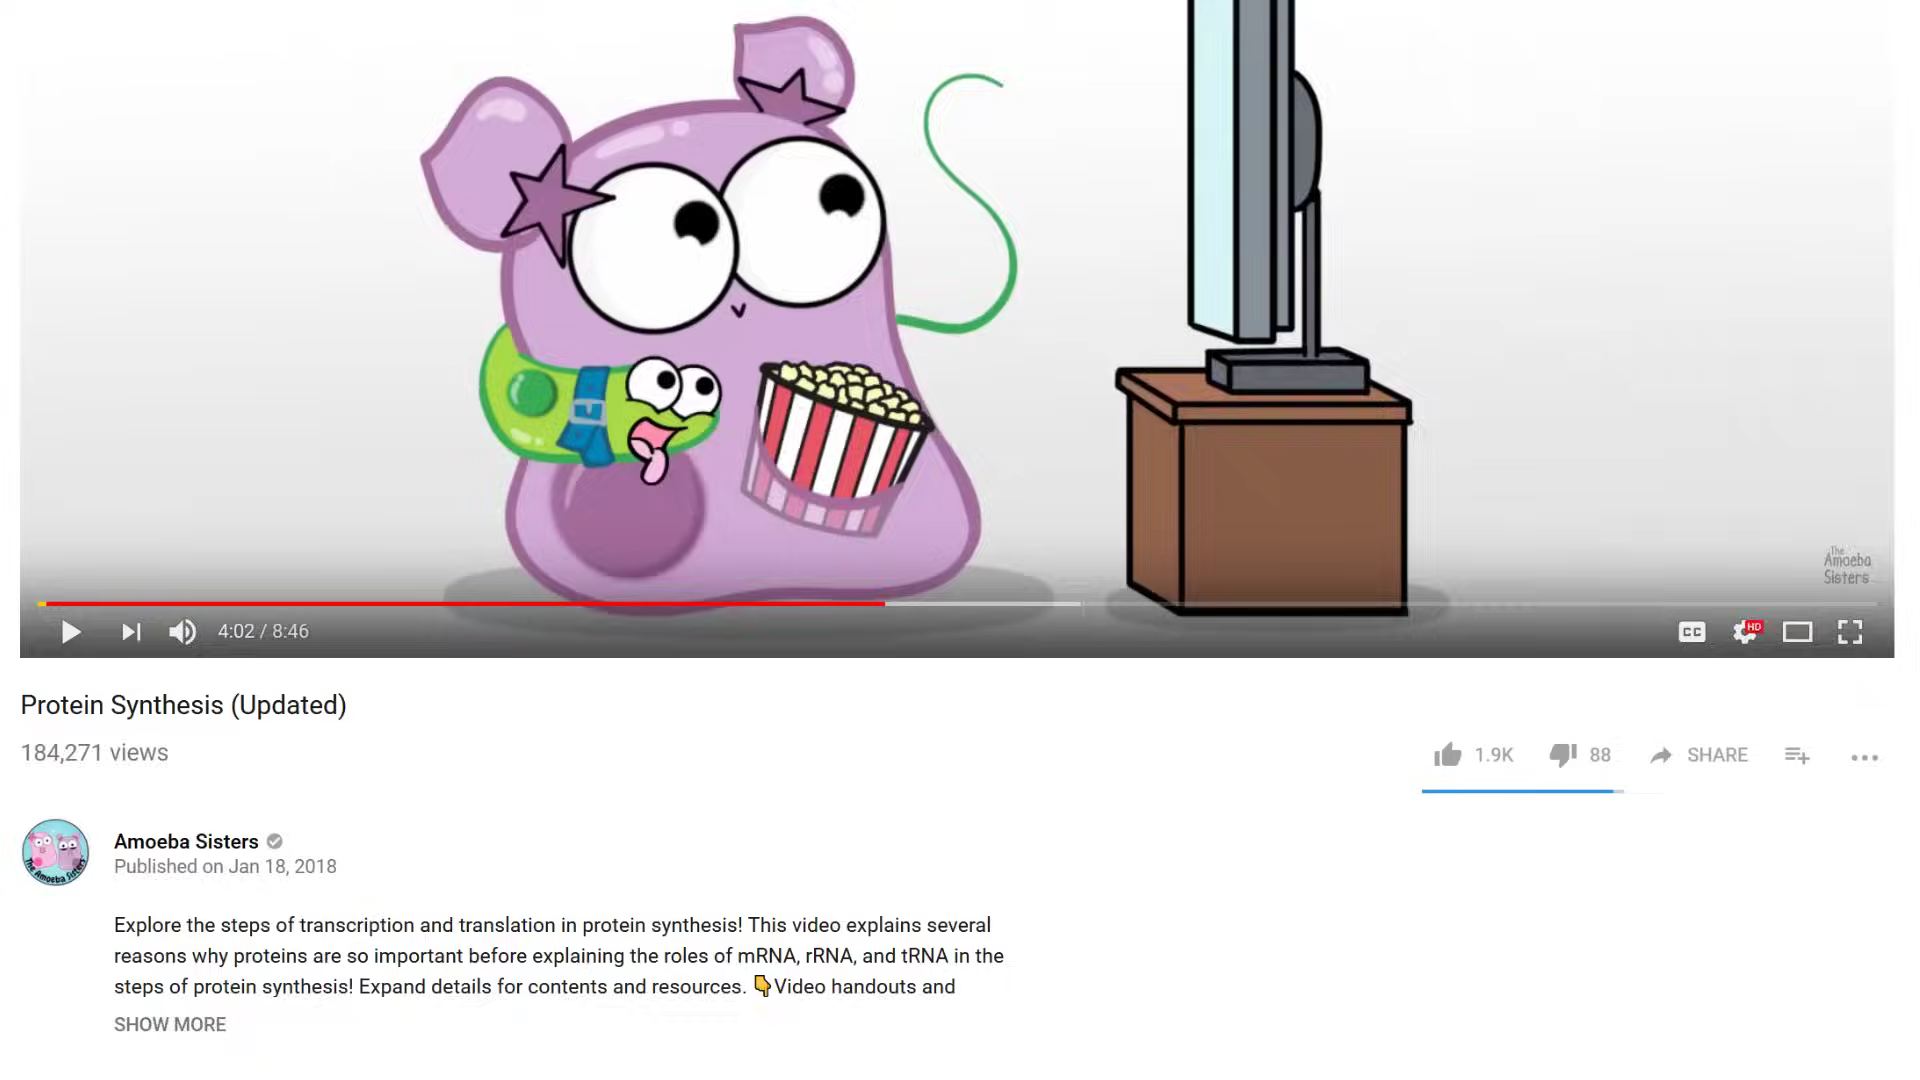 The
Amoeba
Sisters
HD
4:02 / 8:46
CC
Protein Synthesis (Updated)
184,271 views
1.9K
88
SHARE
The Amoeba Sisters
Amoeba Sisters
Published on Jan 18, 2018
Explore the steps of transcription and translation in protein synthesis! This video explains several
reasons why proteins are so important before explaining the roles of mRNA, rRNA, and tRNA in the
steps of protein synthesis! Expand details for contents and resources. 👇Video handouts and
SHOW MORE